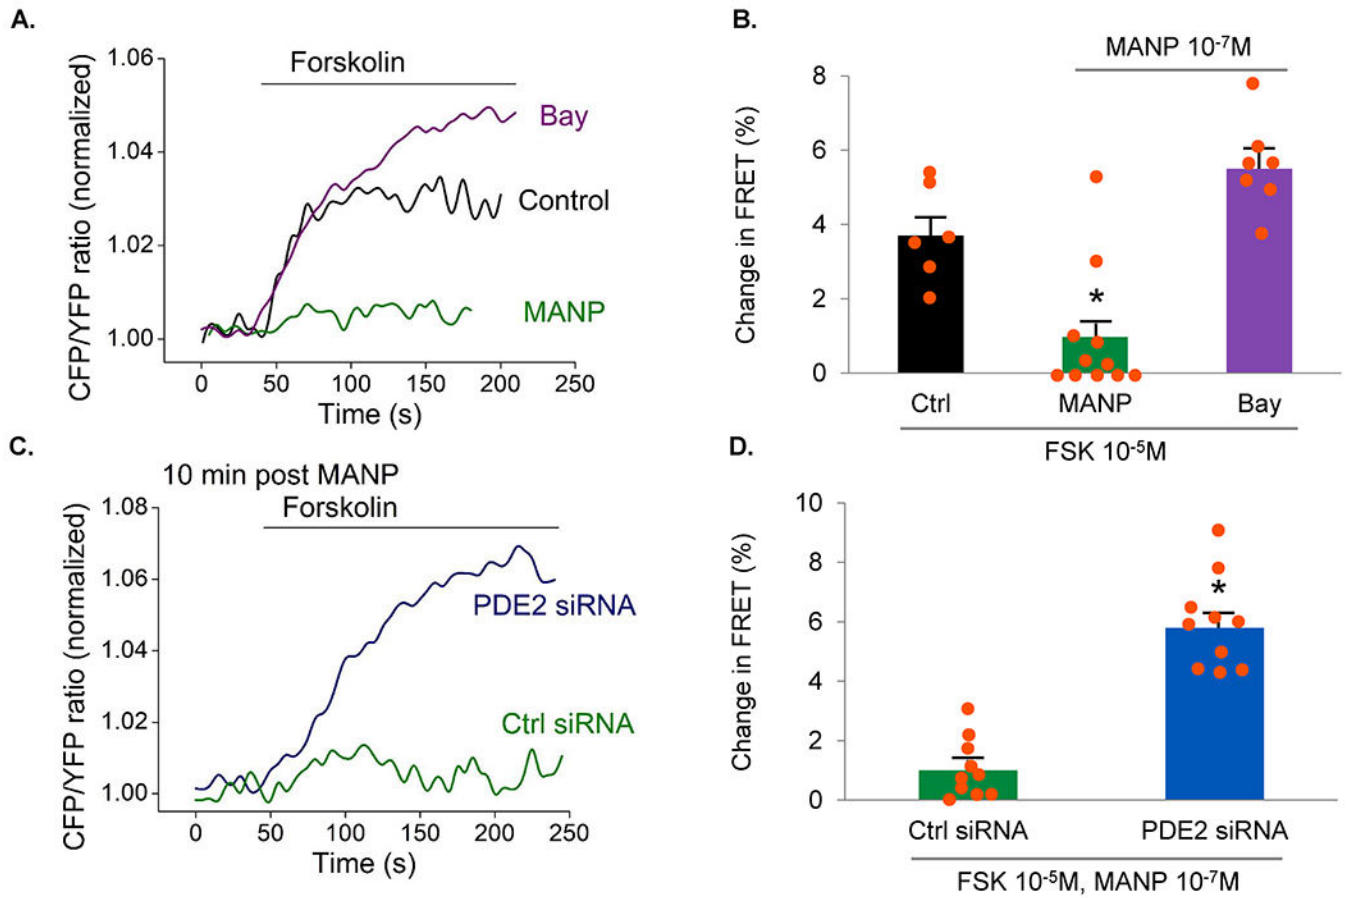 A.
CFP/YFP ratio (normalized)
1.06
1.04
1.02
1.00
Forskolin
Bay
Control
MANP
0 50 100 150 200 250
Time (s)
B.
Change in FRET (%)
8
6
4
2
0
MANP 10⁻⁷M
*
Ctrl MANP Bay
FSK 10⁻⁵M
C.
10 min post MANP
Forskolin
CFP/YFP ratio (normalized)
1.08
1.06
1.04
1.02
1.00
PDE2 siRNA
Ctrl siRNA
0 50 100 150 200 250
Time (s)
D.
Change in FRET (%)
10
8
6
4
2
0
*
Ctrl siRNA PDE2 siRNA
FSK 10⁻⁵M, MANP 10⁻⁷M